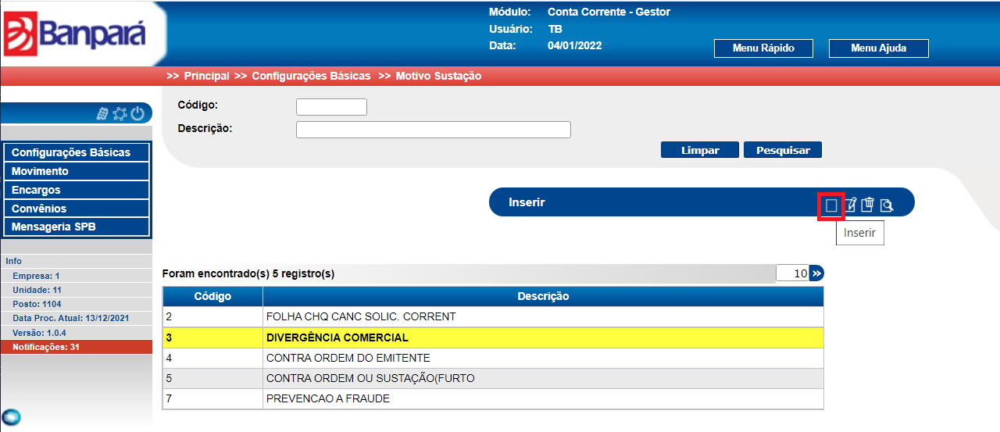 Banpará
Módulo: Conta Corrente - Gestor
Usuário: TB
Data: 04/01/2022
Menu Rápido Menu Ajuda
>> Principal >> Configurações Básicas >> Motivo Sustação
Código:
Descrição:
Limpar Pesquisar
Configurações Básicas
Movimento
Encargos
Convênios
Mensageria SPB
Info
Empresa: 1
Unidade: 11
Posto: 1104
Data Proc. Atual: 13/12/2021
Versão: 1.0.4
Notificações: 31
Inserir
Inserir
Foram encontrado(s) 5 registro(s) 10
Código Descrição
2 FOLHA CHQ CANC SOLIC. CORRENT
3 DIVERGÊNCIA COMERCIAL
4 CONTRA ORDEM DO EMITENTE
5 CONTRA ORDEM OU SUSTAÇÃO(FURTO
7 PREVENCAO A FRAUDE